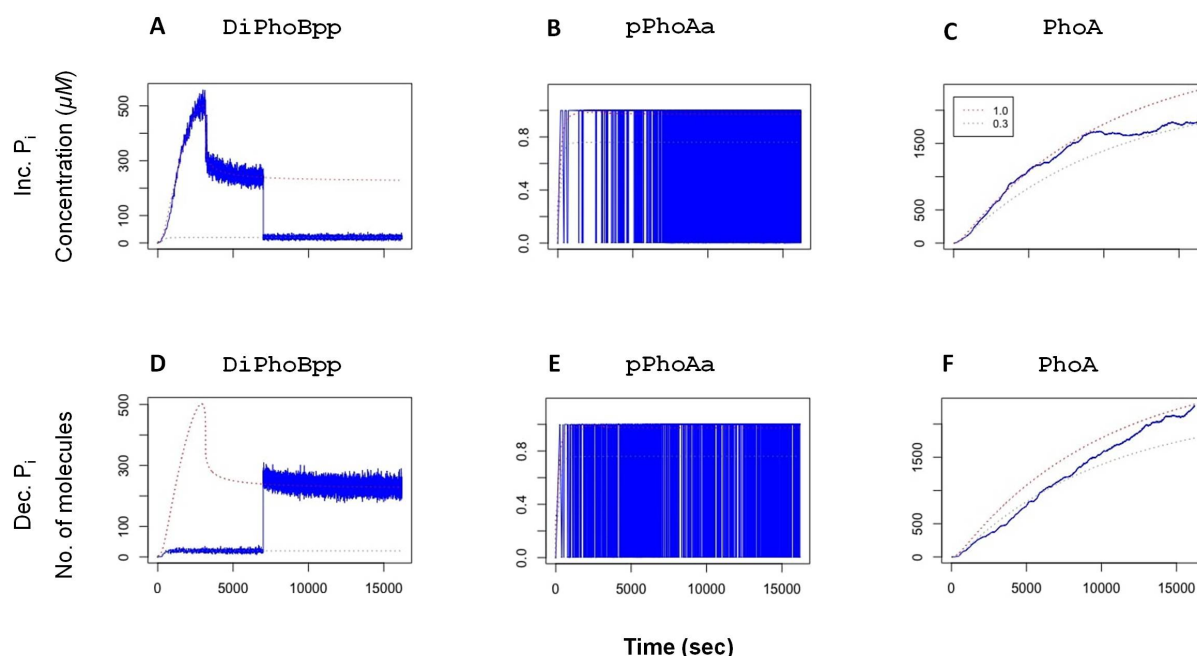 A DiPhoBpp
B pPhoAa
C PhoA
Inc. Pi
Concentration (µM)
500
300
100
0
0.8
0.4
0.0
1.0
0.3
1500
500
0
D DiPhoBpp
E pPhoAa
F PhoA
Dec. Pi
No. of molecules
500
300
100
0
0.8
0.4
0.0
1500
500
0
0 5000 10000 15000
0 5000 10000 15000
0 5000 10000 15000
Time (sec)